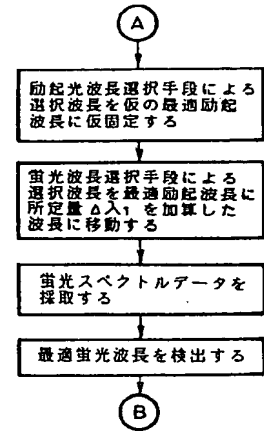 A
励起光波長選択手段による
選択波長を仮の最適励起
波長に仮固定する
蛍光波長選択手段による
選択波長を最適励起波長に
所定量Δ入₁を加算した
波長に移動する
蛍光スペクトルデータを
採取する
最適蛍光波長を検出する
B